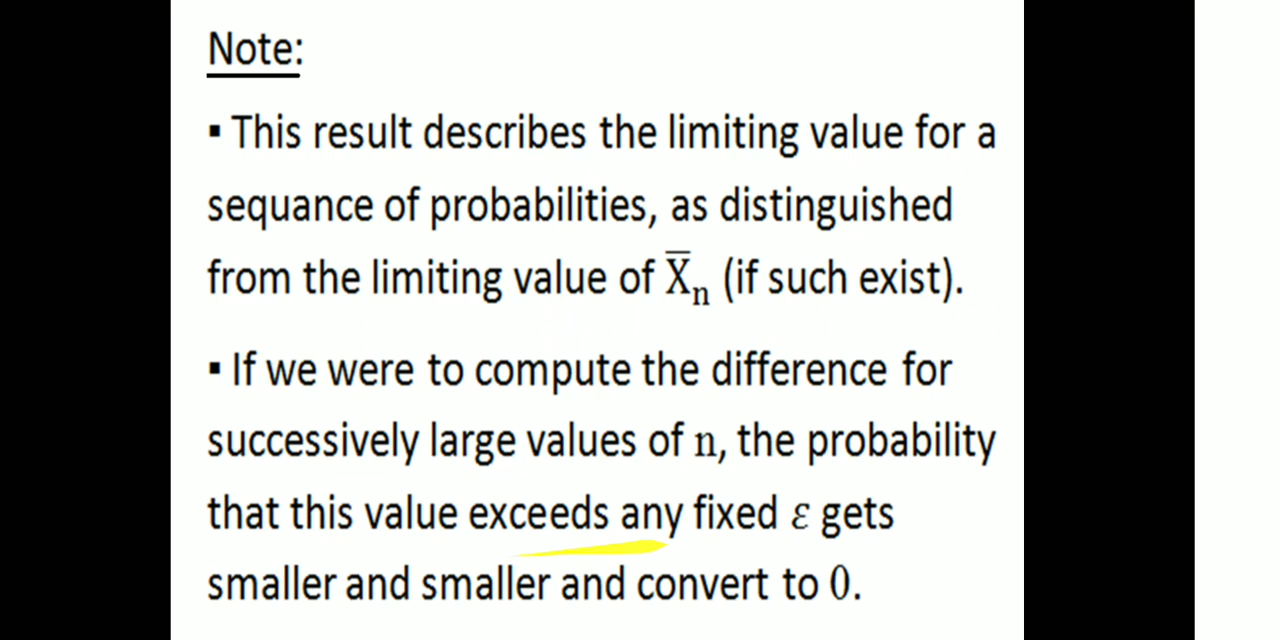 Note:
▪ This result describes the limiting value for a
sequance of probabilities, as distinguished
from the limiting value of X̅ₙ (if such exist).
▪ If we were to compute the difference for
successively large values of n, the probability
that this value exceeds any fixed ε gets
smaller and smaller and convert to 0.